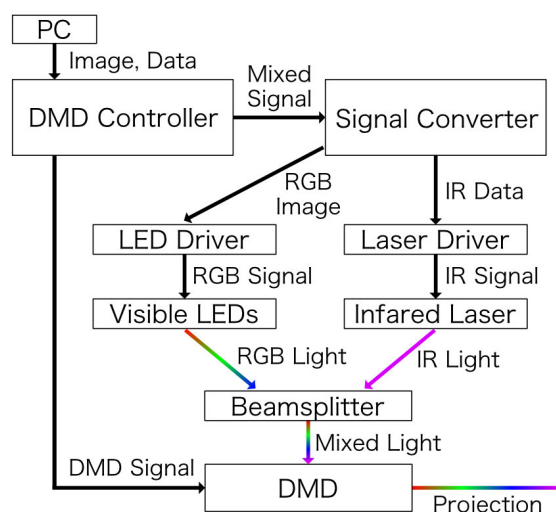 PC
Image, Data
DMD Controller
Mixed
Signal
Signal Converter
RGB
Image
IR Data
LED Driver
Laser Driver
RGB Signal
IR Signal
Visible LEDs
Infared Laser
RGB Light
IR Light
Beamsplitter
Mixed Light
DMD Signal
DMD
Projection